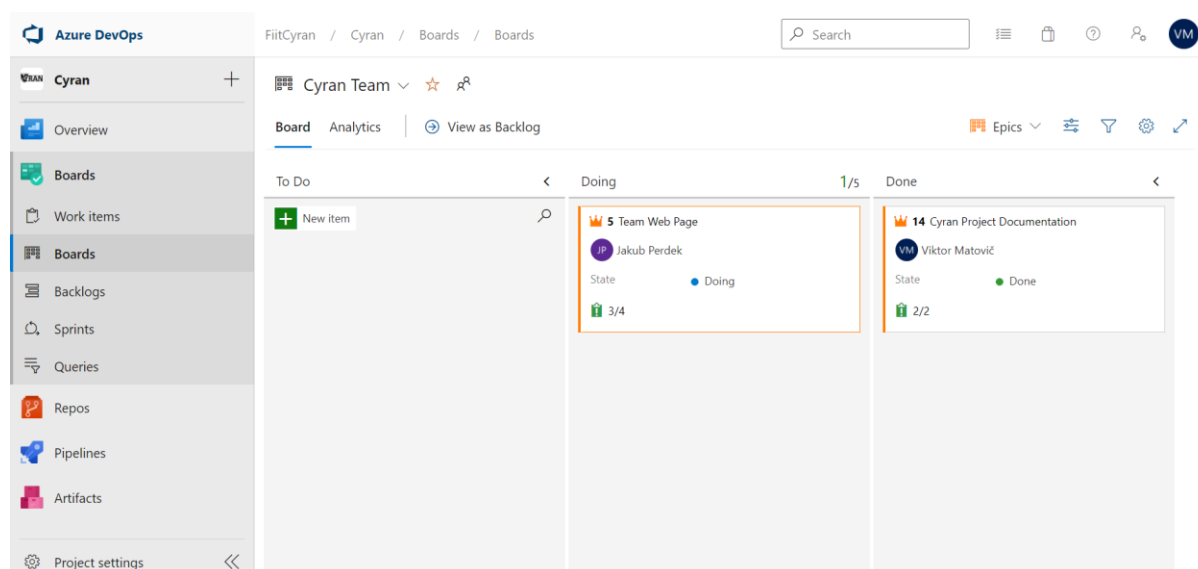 Azure DevOps
FiitCyran / Cyran / Boards / Boards
Search
VM
Cyran
Cyran Team
Overview
Board Analytics View as Backlog
Epics
Boards
Work items
Boards
Backlogs
Sprints
Queries
Repos
Pipelines
Artifacts
Project settings
To Do
New item
Doing 1/5
5 Team Web Page
JP Jakub Perdek
State Doing
3/4
Done
14 Cyran Project Documentation
VM Viktor Matovič
State Done
2/2